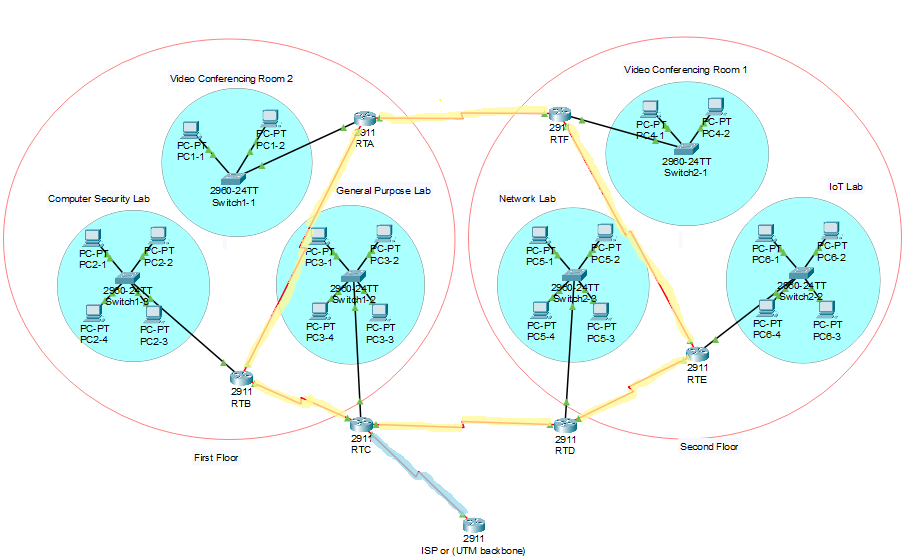 Video Conferencing Room 2
PC-PT
PC1-1
PC-PT
PC1-2
2960-24TT
Switch1-1
2911
RTA
Computer Security Lab
PC-PT
PC2-1
PC-PT
PC2-2
2960-24TT
PC-PT
PC2-4
PC-PT
PC2-3
2911
RTB
General Purpose Lab
PC-PT
PC3-1
PC-PT
PC3-2
2960-24TT
Switch1-2
PC-PT
PC3-4
PC-PT
PC3-3
2911
RTC
First Floor
Video Conferencing Room 1
PC-PT
PC4-1
PC-PT
PC4-2
2960-24TT
Switch2-1
RTF
Network Lab
PC-PT
PC5-1
PC-PT
PC5-2
2960-24TT
Switch2-3
PC-PT
PC5-4
PC-PT
PC5-3
2911
RTD
IoT Lab
PC-PT
PC6-1
PC-PT
PC6-2
2960-24TT
Switch2-2
PC-PT
PC6-4
PC-PT
PC6-3
2911
RTE
Second Floor
2911
ISP or (UTM backbone)